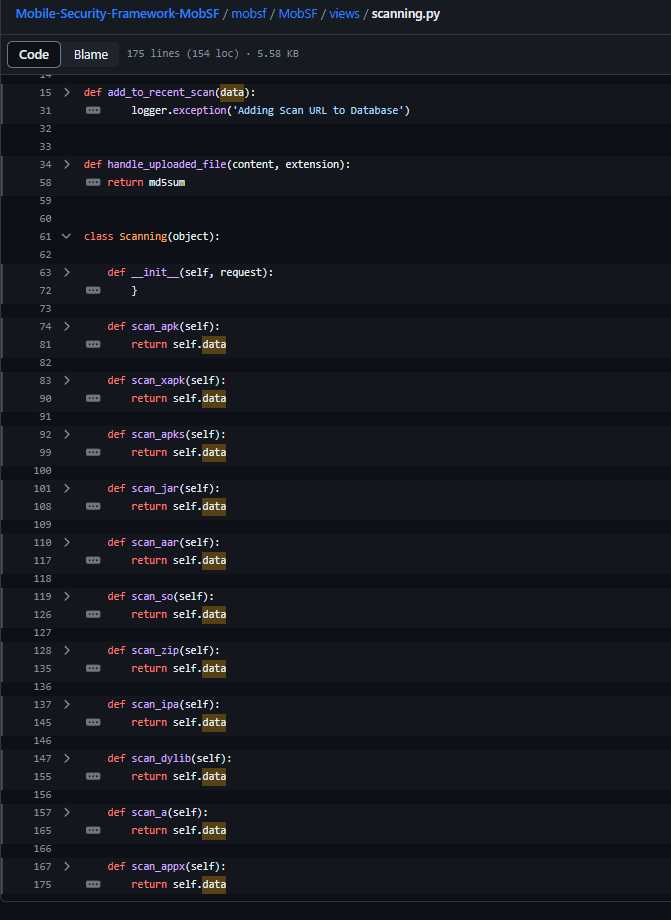 Mobile-Security-Framework-MobSF / mobsf / MobSF / views / scanning.py
Code Blame 175 lines (154 loc) · 5.58 KB
14
15 def add_to_recent_scan(data):
31 logger.exception('Adding Scan URL to Database')
32
33
34 def handle_uploaded_file(content, extension):
58 return md5sum
59
60
61 class Scanning(object):
62
63 def __init__(self, request):
72 }
73
74 def scan_apk(self):
81 return self.data
82
83 def scan_xapk(self):
90 return self.data
91
92 def scan_apks(self):
99 return self.data
100
101 def scan_jar(self):
108 return self.data
109
110 def scan_aar(self):
117 return self.data
118
119 def scan_so(self):
126 return self.data
127
128 def scan_zip(self):
135 return self.data
136
137 def scan_ipa(self):
145 return self.data
146
147 def scan_dylib(self):
155 return self.data
156
157 def scan_a(self):
165 return self.data
166
167 def scan_appx(self):
175 return self.data